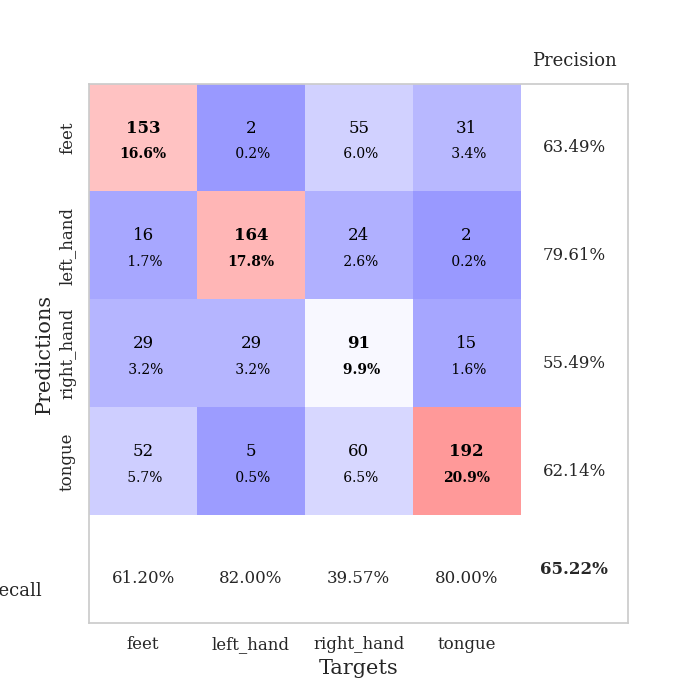 Precision
feet 153 2 55 31 63.49%
16.6% 0.2% 6.0% 3.4%
left_hand 16 164 24 2 79.61%
1.7% 17.8% 2.6% 0.2%
Predictions
right_hand 29 29 91 15 55.49%
3.2% 3.2% 9.9% 1.6%
tongue 52 5 60 192 62.14%
5.7% 0.5% 6.5% 20.9%
ecall 61.20% 82.00% 39.57% 80.00% 65.22%
feet left_hand right_hand tongue
Targets